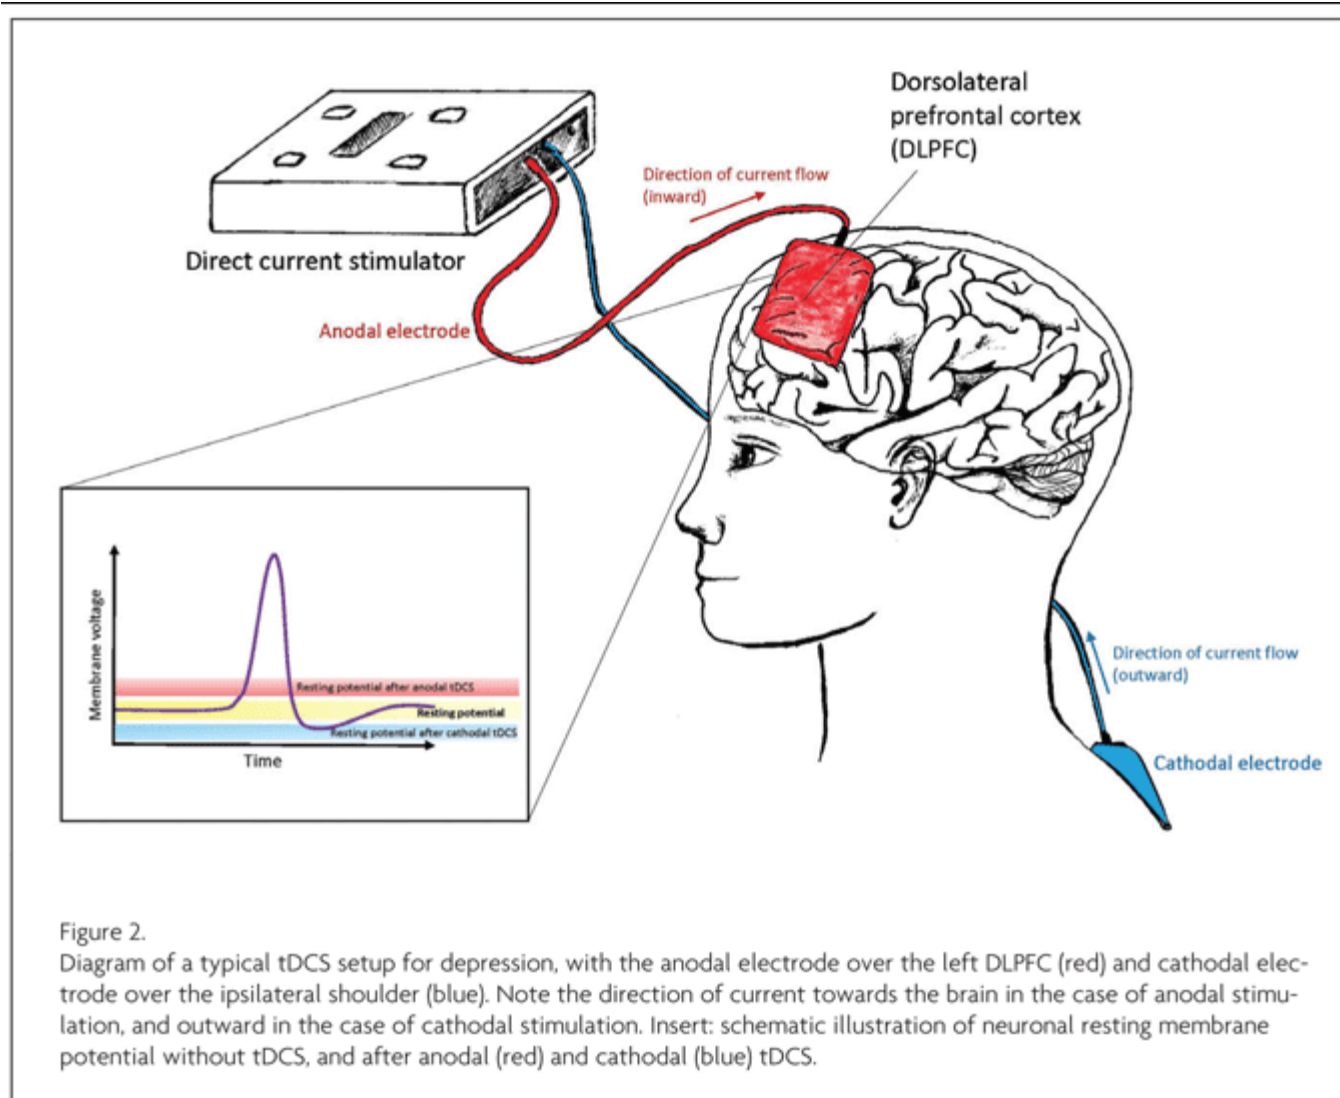 Dorsolateral
prefrontal cortex
(DLPFC)
Direction of current flow
(inward)
Direct current stimulator
Anodal electrode
Membrane voltage
Resting potential after anodal tDCS
Resting potential
Resting potential after cathodal tDCS
Time
Direction of current flow
(outward)
Cathodal electrode
Figure 2.
Diagram of a typical tDCS setup for depression, with the anodal electrode over the left DLPFC (red) and cathodal elec-
trode over the ipsilateral shoulder (blue). Note the direction of current towards the brain in the case of anodal stimu-
lation, and outward in the case of cathodal stimulation. Insert: schematic illustration of neuronal resting membrane
potential without tDCS, and after anodal (red) and cathodal (blue) tDCS.